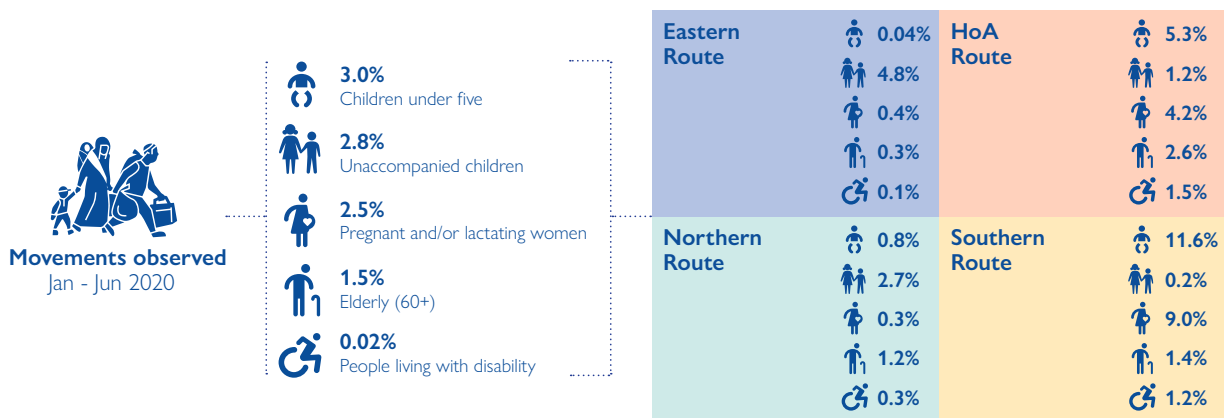 Movements observed
Jan - Jun 2020
3.0%
Children under five
2.8%
Unaccompanied children
2.5%
Pregnant and/or lactating women
1.5%
Elderly (60+)
0.02%
People living with disability
Eastern
Route
0.04%
4.8%
0.4%
0.3%
0.1%
HoA
Route
5.3%
1.2%
4.2%
2.6%
1.5%
Northern
Route
0.8%
2.7%
0.3%
1.2%
0.3%
Southern
Route
11.6%
0.2%
9.0%
1.4%
1.2%